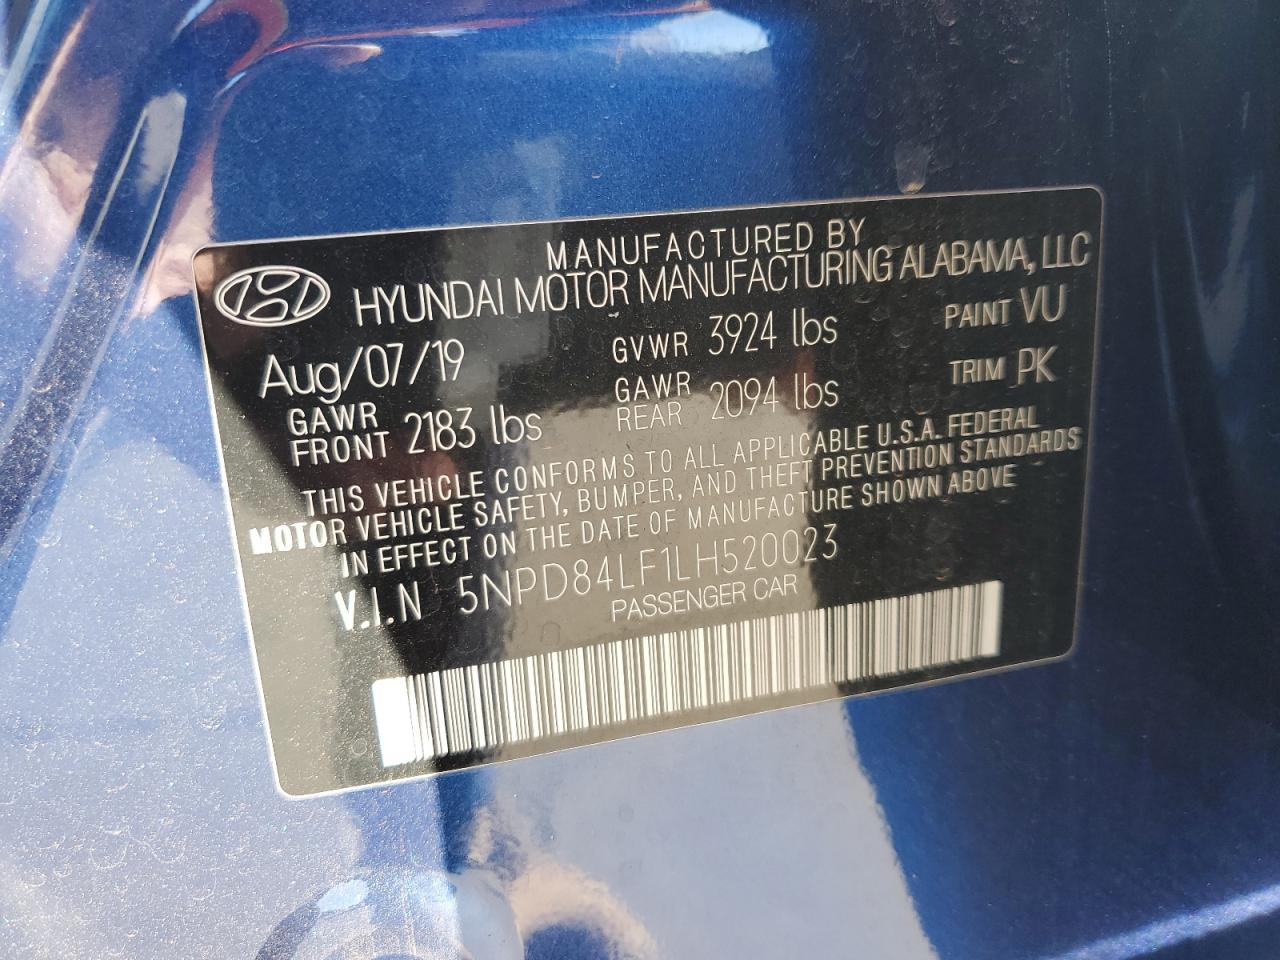 MANUFACTURED BY
HYUNDAI MOTOR MANUFACTURING ALABAMA, LLC
Aug/07/19 GVWR 3924 lbs PAINT VU
GAWR FRONT 2183 lbs GAWR REAR 2094 lbs TRIM PK
THIS VEHICLE CONFORMS TO ALL APPLICABLE U.S.A. FEDERAL
MOTOR VEHICLE SAFETY, BUMPER, AND THEFT PREVENTION STANDARDS
IN EFFECT ON THE DATE OF MANUFACTURE SHOWN ABOVE
V.I.N 5NPD84LF1LH520023
PASSENGER CAR